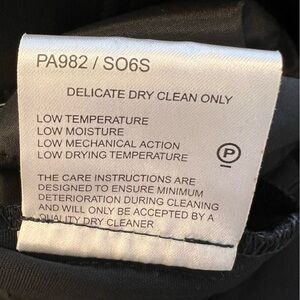 PA982 / SO6S
DELICATE DRY CLEAN ONLY
LOW TEMPERATURE
LOW MOISTURE
LOW MECHANICAL ACTION
LOW DRYING TEMPERATURE
P
THE CARE INSTRUCTIONS ARE
DESIGNED TO ENSURE MINIMUM
DETERIORATION DURING CLEANING
AND WILL ONLY BE ACCEPTED BY A
QUALITY DRY CLEANER